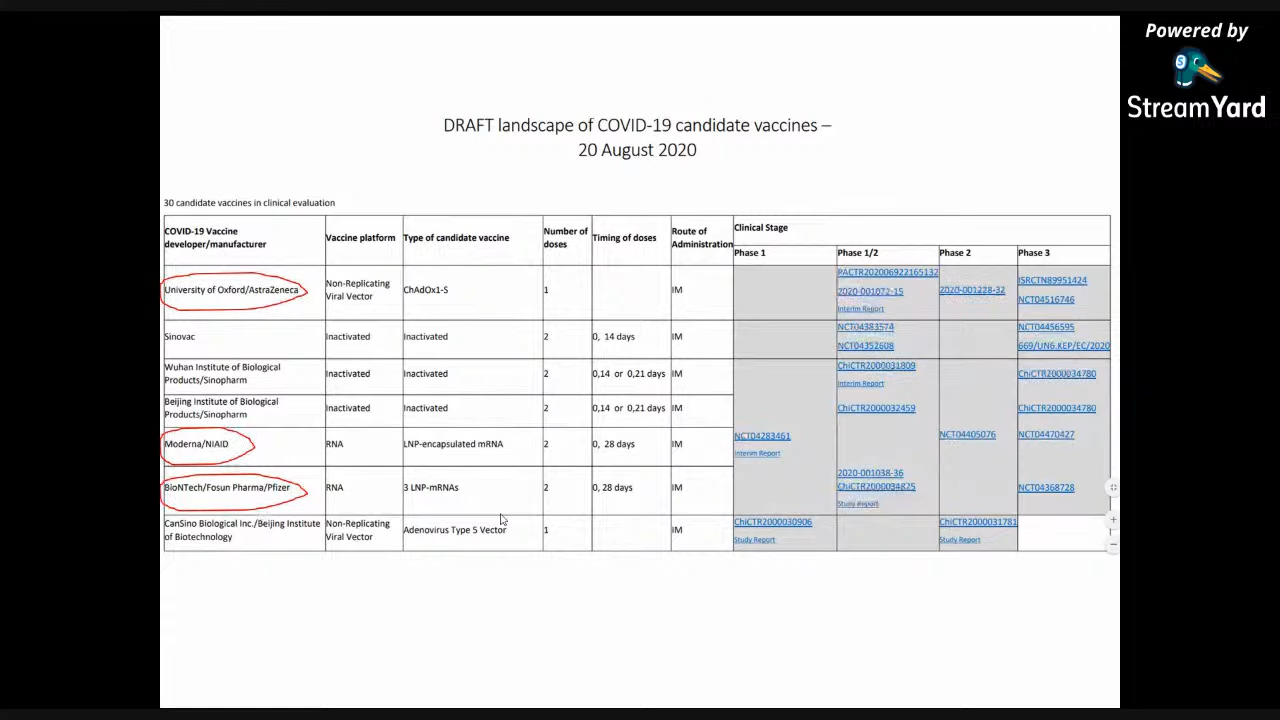 Powered by
StreamYard
DRAFT landscape of COVID-19 candidate vaccines –
20 August 2020
30 candidate vaccines in clinical evaluation
COVID-19 Vaccine developer/manufacturer Vaccine platform Type of candidate vaccine Number of doses Timing of doses Route of Administration Clinical Stage
Phase 1 Phase 1/2 Phase 2 Phase 3
University of Oxford/AstraZeneca Non-Replicating Viral Vector ChAdOx1-S 1 IM PACTR202006922165132 2020-001072-15 Interim Report 2020-001228-32 ISRCTN89951424 NCT04516746
Sinovac Inactivated Inactivated 2 0, 14 days IM NCT04383574 NCT04352608 NCT04456595 669/UN6.KEP/EC/2020
Wuhan Institute of Biological Products/Sinopharm Inactivated Inactivated 2 0,14 or 0,21 days IM ChiCTR2000031809 Interim Report ChiCTR2000034780
Beijing Institute of Biological Products/Sinopharm Inactivated Inactivated 2 0,14 or 0,21 days IM ChiCTR2000032459 ChiCTR2000034780
Moderna/NIAID RNA LNP-encapsulated mRNA 2 0, 28 days IM NCT04283461 Interim Report NCT04405076 NCT04470427
BioNTech/Fosun Pharma/Pfizer RNA 3 LNP-mRNAs 2 0, 28 days IM 2020-001038-36 ChiCTR2000034825 Study Report NCT04368728
CanSino Biological Inc./Beijing Institute of Biotechnology Non-Replicating Viral Vector Adenovirus Type 5 Vector 1 IM ChiCTR2000030906 Study Report ChiCTR2000031781 Study Report